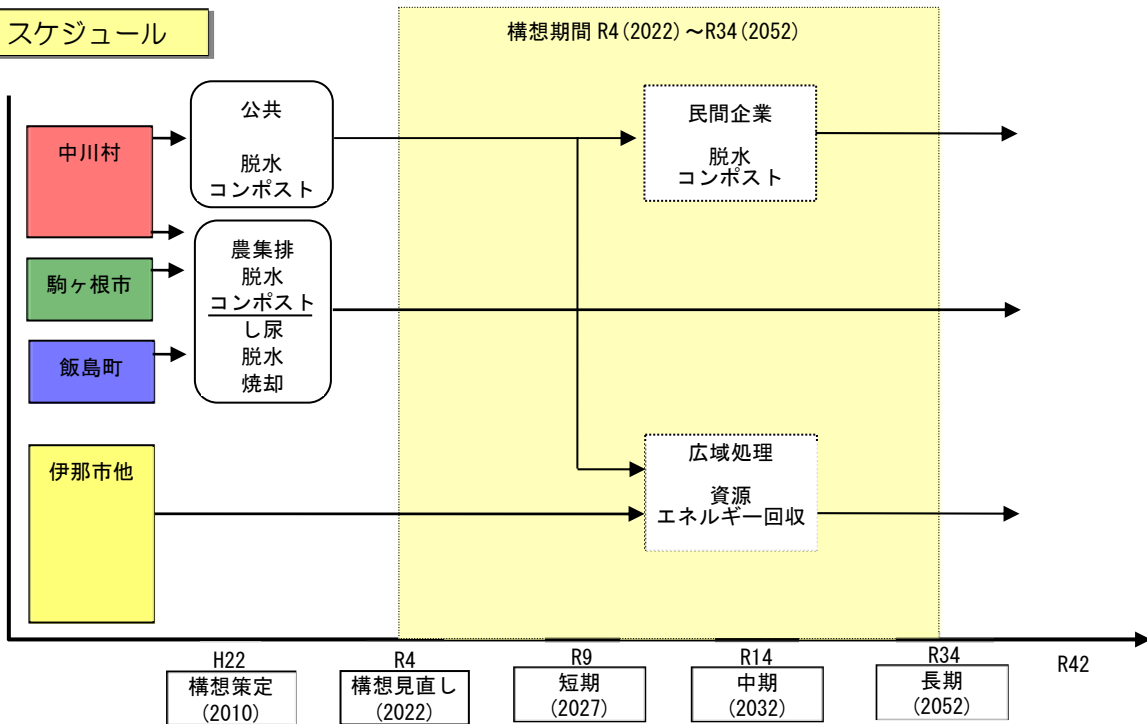 スケジュール
構想期間 R4(2022)～R34(2052)
中川村
公共
脱水
コンポスト
民間企業
脱水
コンポスト
駒ヶ根市
農集排
脱水
コンポスト
し尿
脱水
焼却
飯島町
伊那市他
広域処理
資源
エネルギー回収
H22
構想策定
(2010)
R4
構想見直し
(2022)
R9
短期
(2027)
R14
中期
(2032)
R34
長期
(2052)
R42